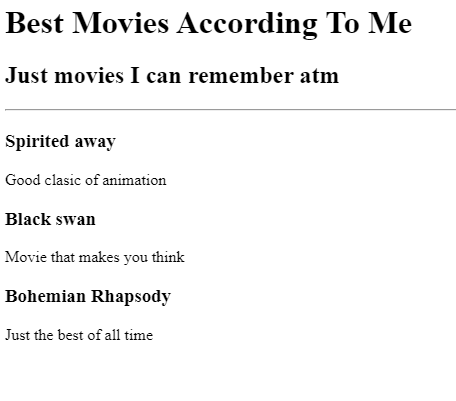 Best Movies According To Me
Just movies I can remember atm
Spirited away
Good clasic of animation
Black swan
Movie that makes you think
Bohemian Rhapsody
Just the best of all time